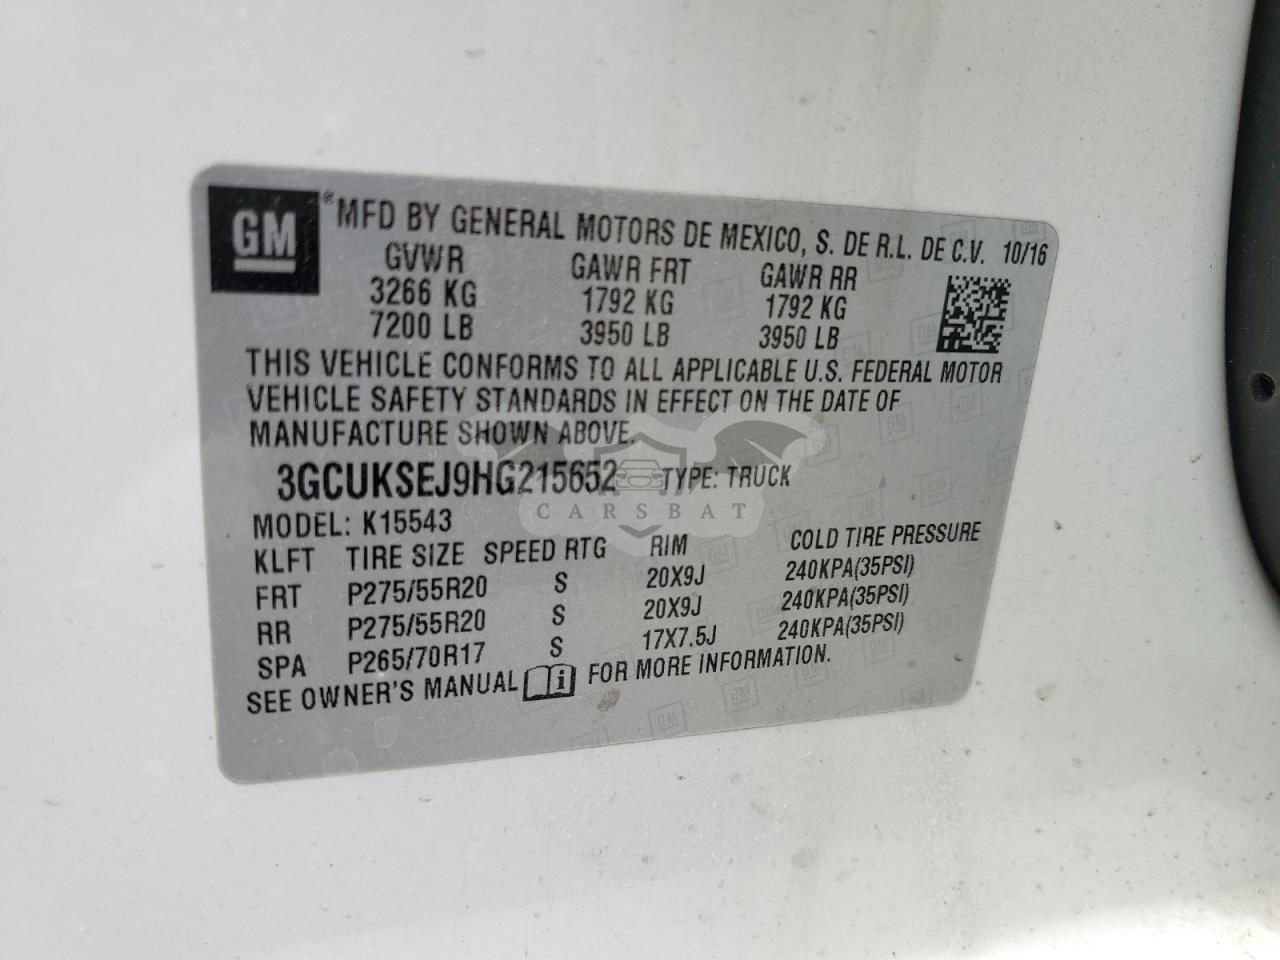 GM ® MFD BY GENERAL MOTORS DE MEXICO, S. DE R.L. DE C.V. 10/16
GVWR GAWR FRT GAWR RR
3266 KG 1792 KG 1792 KG
7200 LB 3950 LB 3950 LB
THIS VEHICLE CONFORMS TO ALL APPLICABLE U.S. FEDERAL MOTOR
VEHICLE SAFETY STANDARDS IN EFFECT ON THE DATE OF
MANUFACTURE SHOWN ABOVE.
3GCUKSEJ9HG215652 TYPE: TRUCK
CARSBAT
MODEL: K15543
KLFT TIRE SIZE SPEED RTG RIM COLD TIRE PRESSURE
FRT P275/55R20 S 20X9J 240KPA(35PSI)
RR P275/55R20 S 20X9J 240KPA(35PSI)
SPA P265/70R17 S 17X7.5J 240KPA(35PSI)
SEE OWNER'S MANUAL i FOR MORE INFORMATION.